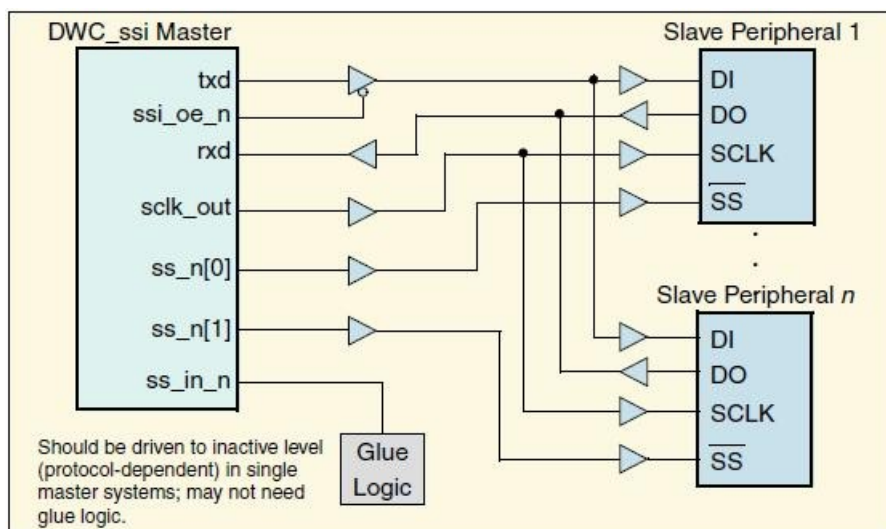 DWC_ssi Master
txd
ssi_oe_n
rxd
sclk_out
ss_n[0]
ss_n[1]
ss_in_n
Should be driven to inactive level
(protocol-dependent) in single
master systems; may not need
glue logic.
Glue
Logic
Slave Peripheral 1
DI
DO
SCLK
SS
Slave Peripheral n
DI
DO
SCLK
SS